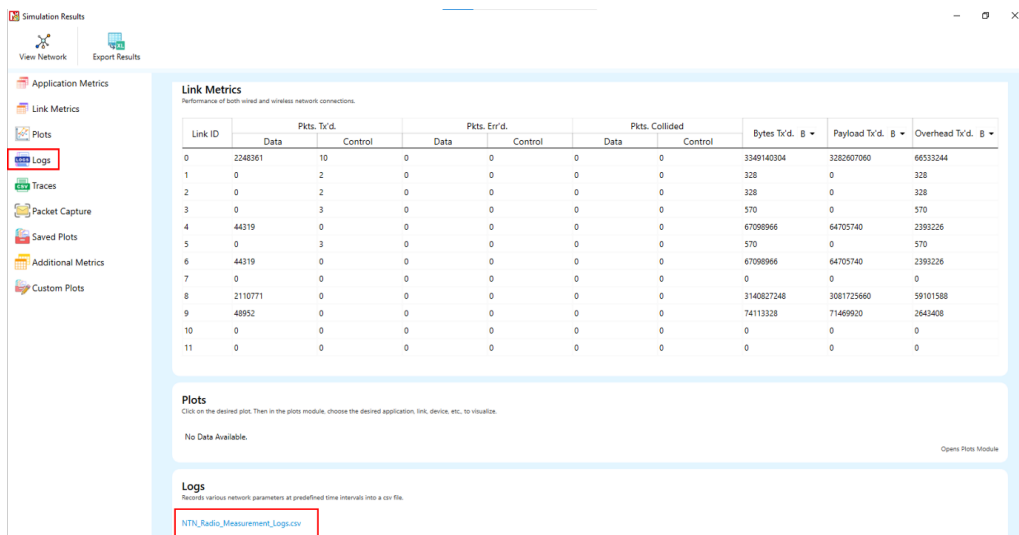 Simulation Results
View Network
Export Results
Application Metrics
Link Metrics
Plots
Logs
Traces
Packet Capture
Saved Plots
Additional Metrics
Custom Plots
Link Metrics
Performance of both wired and wireless network connections.
Link ID Pkts. Tx'd. Pkts. Err'd. Pkts. Collided Bytes Tx'd. B Payload Tx'd. B Overhead Tx'd. B
Data Control Data Control Data Control
0 2248361 10 0 0 0 0 3349140304 3282607060 66533244
1 0 2 0 0 0 0 328 0 328
2 0 2 0 0 0 0 328 0 328
3 0 3 0 0 0 0 570 0 570
4 44319 0 0 0 0 0 67098966 64705740 2393226
5 0 3 0 0 0 0 570 0 570
6 44319 0 0 0 0 0 67098966 64705740 2393226
7 0 0 0 0 0 0 0 0 0
8 2110771 0 0 0 0 0 3140827248 3081725660 59101588
9 48952 0 0 0 0 0 74113328 71469920 2643408
10 0 0 0 0 0 0 0 0 0
11 0 0 0 0 0 0 0 0 0
Plots
Click on the desired plot. Then in the plots module, choose the desired application, link, device, etc., to visualize.
No Data Available.
Opens Plots Module
Logs
Records various network parameters at predefined time intervals into a csv file.
NTN_Radio_Measurement_Logs.csv